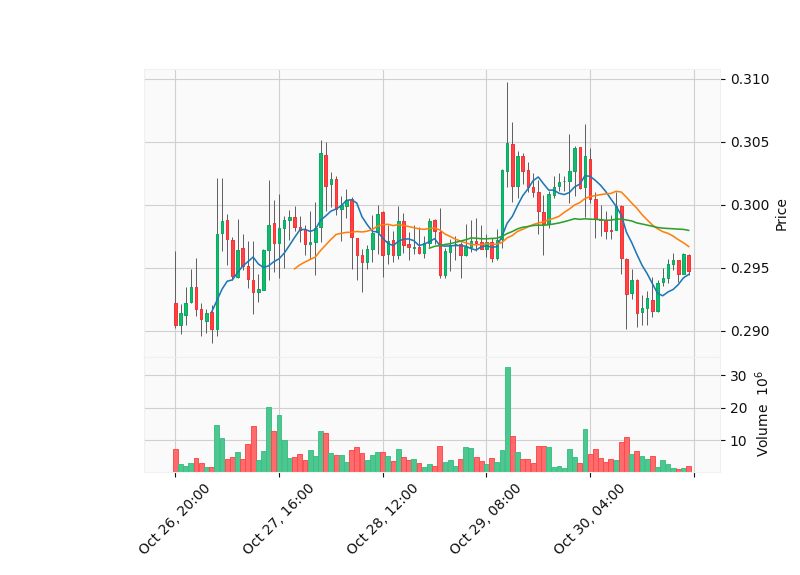 0.310
0.305
0.300
0.295
0.290
Price
30
20
10
Volume 10^6
Oct 26, 20:00
Oct 27, 16:00
Oct 28, 12:00
Oct 29, 08:00
Oct 30, 04:00